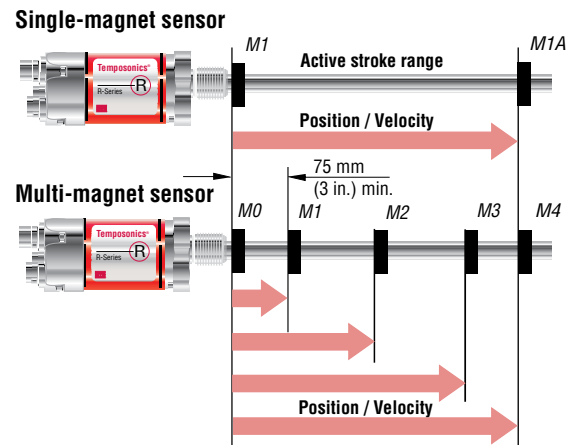 Single-magnet sensor
M1
M1A
Temposonics®
R-Series
R
Active stroke range
Position / Velocity
75 mm
(3 in.) min.
Multi-magnet sensor
M0
M1
M2
M3
M4
Temposonics®
R-Series
R
Position / Velocity